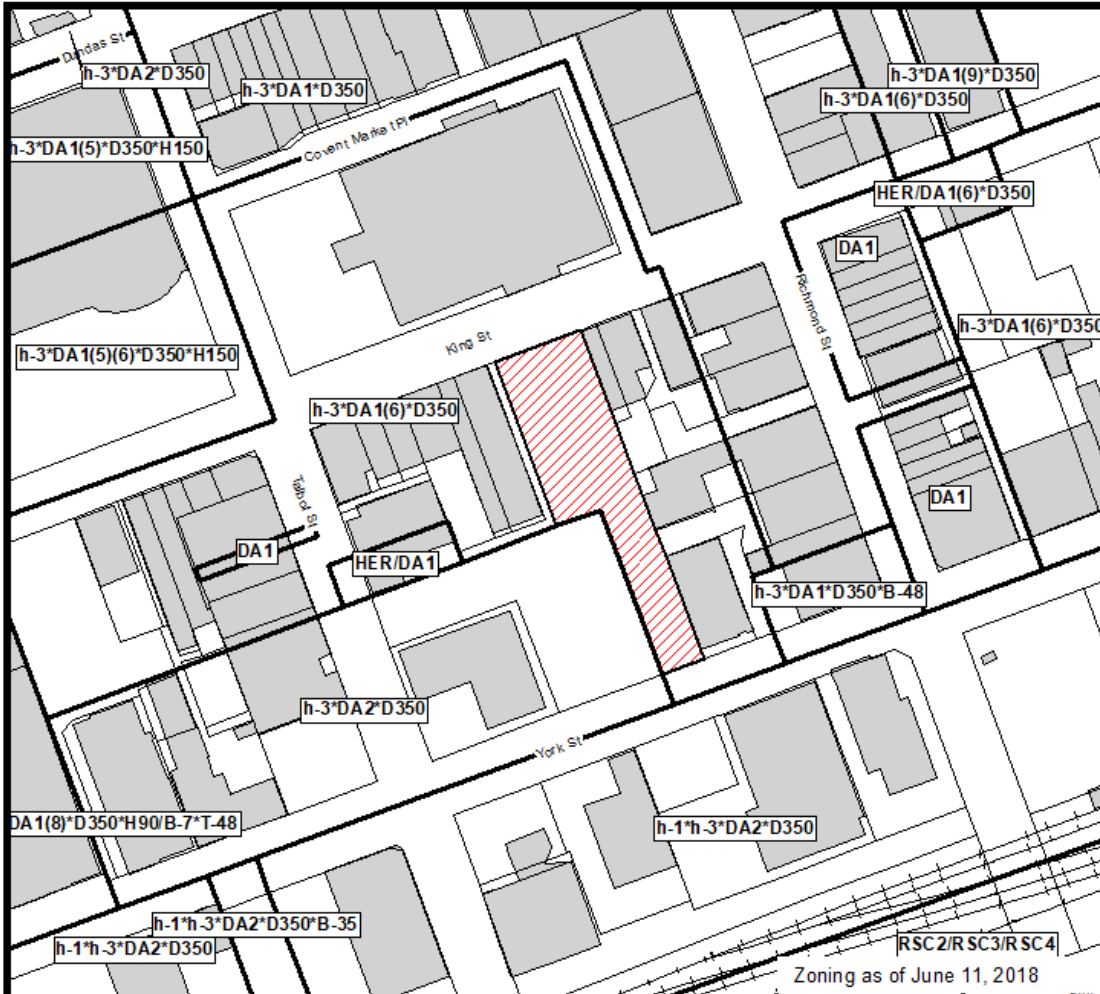 Dundas St
h-3*DA2*D350
h-3*DA1*D350
h-3*DA1(9)*D350
h-3*DA1(6)*D350
Covent Market Pl
h-3*DA1(5)*D350*H150
HER/DA1(6)*D350
DA1
Richmond St
h-3*DA1(6)*D350
King St
h-3*DA1(5)(6)*D350*H150
h-3*DA1(6)*D350
Talbot St
DA1
DA1
HER/DA1
h-3*DA1*D350*B-48
h-3*DA2*D350
York St
DA1(8)*D350*H90/B-7*T-48
h-1*h-3*DA2*D350
h-1*h-3*DA2*D350*B-35
h-1*h-3*DA2*D350
RSC2/RSC3/RSC4
Zoning as of June 11, 2018